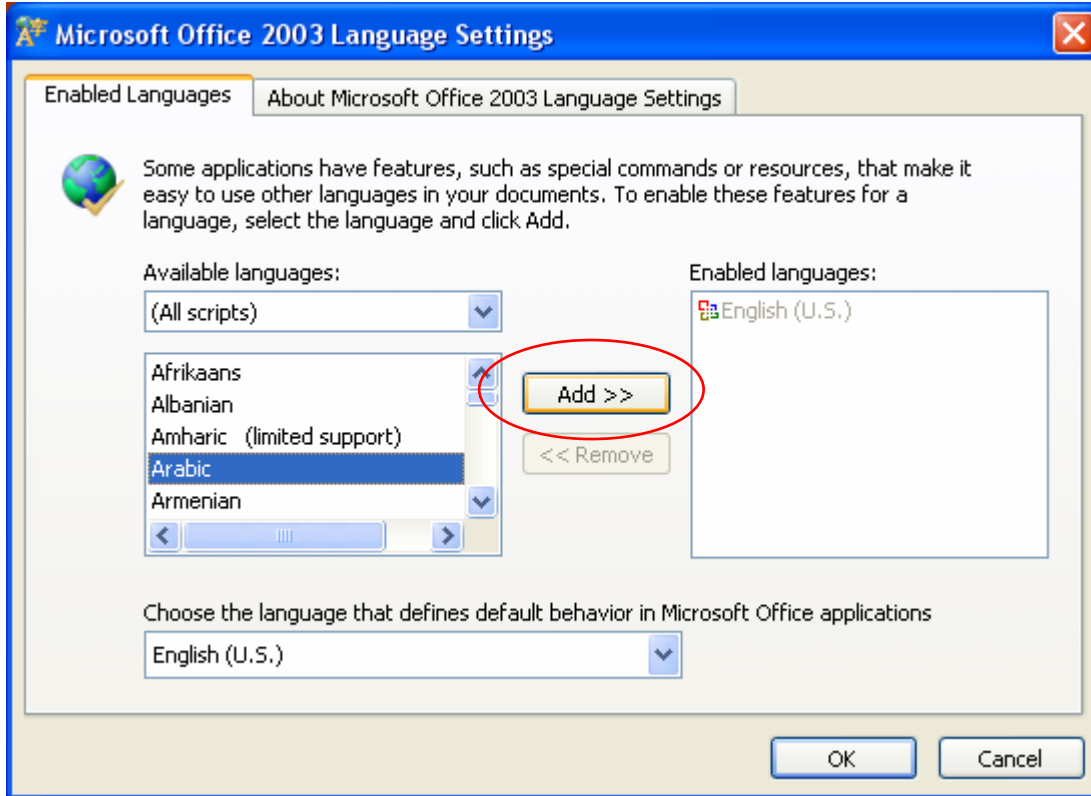 Microsoft Office 2003 Language Settings
Enabled Languages
About Microsoft Office 2003 Language Settings
Some applications have features, such as special commands or resources, that make it
easy to use other languages in your documents. To enable these features for a
language, select the language and click Add.
Available languages:
Enabled languages:
(All scripts)
English (U.S.)
Afrikaans
Albanian
Amharic (limited support)
Arabic
Armenian
Add >>
<< Remove
Choose the language that defines default behavior in Microsoft Office applications
English (U.S.)
OK
Cancel